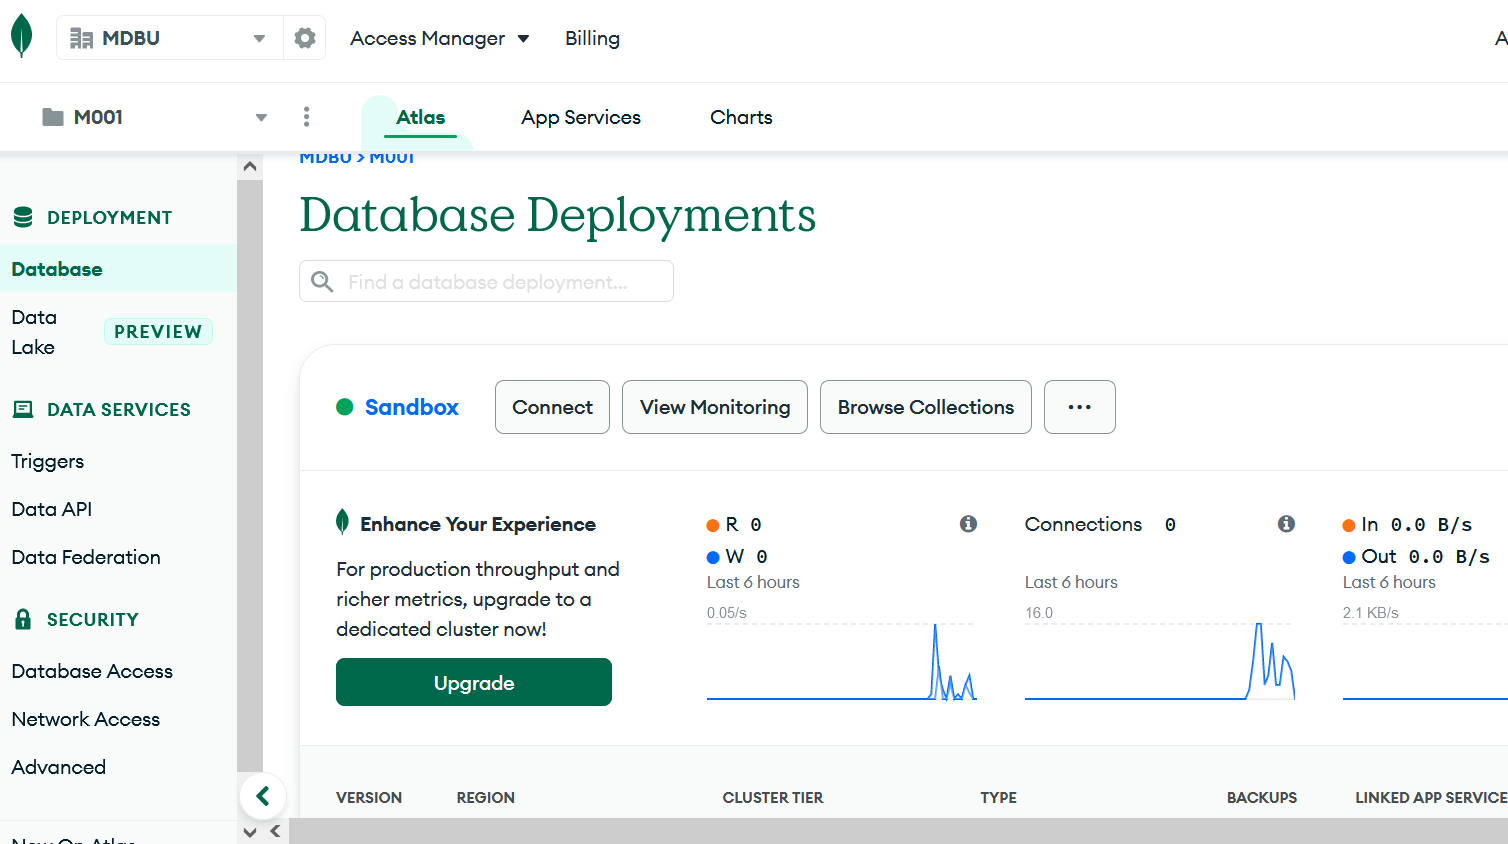 MDBU
Access Manager
Billing
M001
Atlas
App Services
Charts
MDBU > M001
DEPLOYMENT
Database
Data Lake
PREVIEW
DATA SERVICES
Triggers
Data API
Data Federation
SECURITY
Database Access
Network Access
Advanced
New On Atlas
Database Deployments
Find a database deployment...
Sandbox
Connect
View Monitoring
Browse Collections
...
Enhance Your Experience
For production throughput and
richer metrics, upgrade to a
dedicated cluster now!
Upgrade
R 0
W 0
Last 6 hours
0.05/s
Connections 0
Last 6 hours
16.0
In 0.0 B/s
Out 0.0 B/s
Last 6 hours
2.1 KB/s
VERSION
REGION
CLUSTER TIER
TYPE
BACKUPS
LINKED APP SERVICE